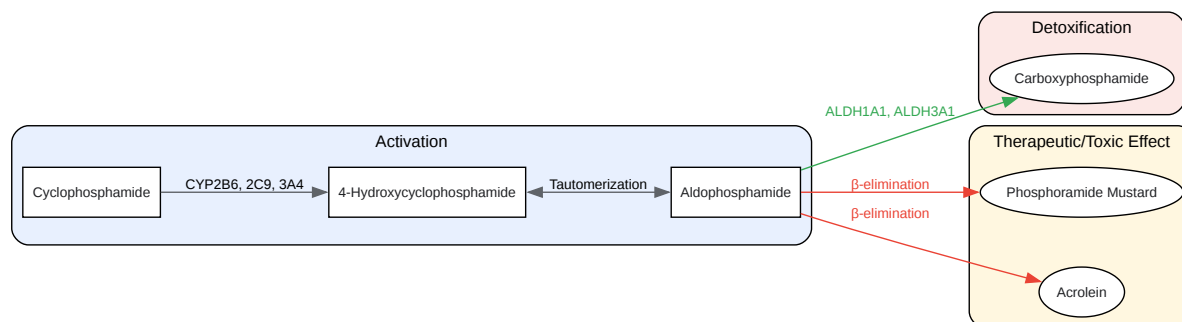 Detoxification
Carboxyphosphamide
ALDH1A1, ALDH3A1
Activation
Therapeutic/Toxic Effect
Cyclophosphamide
CYP2B6, 2C9, 3A4
4-Hydroxycyclophosphamide
Tautomerization
Aldophosphamide
β-elimination
Phosphoramide Mustard
β-elimination
Acrolein